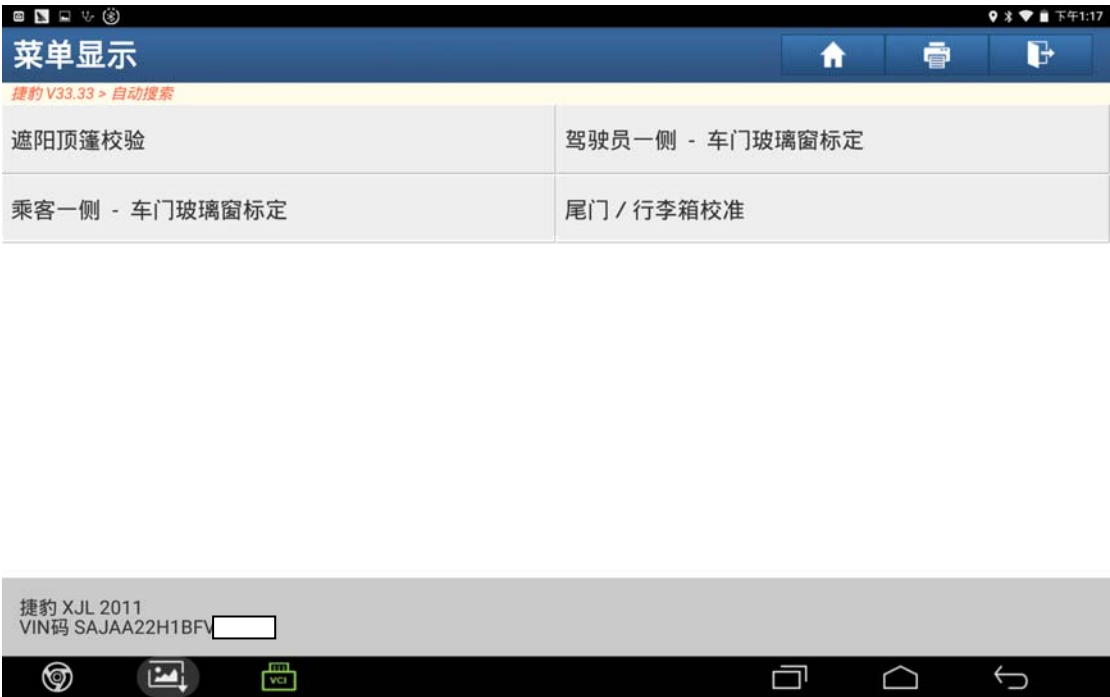 下午1:17
菜单显示
捷豹 V33.33 > 自动搜索
遮阳顶篷校验
驾驶员一侧 - 车门玻璃窗标定
乘客一侧 - 车门玻璃窗标定
尾门 / 行李箱校准
捷豹 XJL 2011
VIN码 SAJAA22H1BFV
VCI